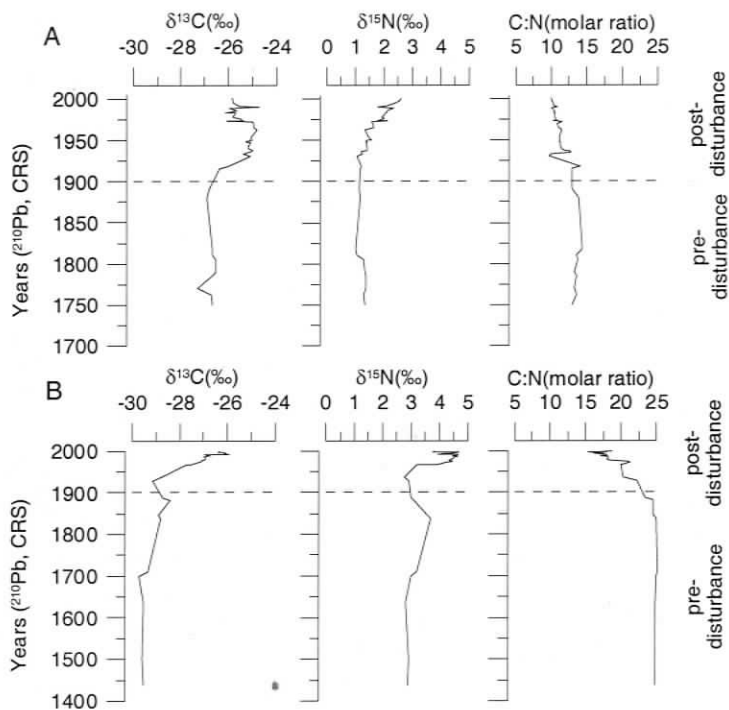 A
δ¹³C(‰) δ¹⁵N(‰) C:N(molar ratio)
-30 -28 -26 -24 0 1 2 3 4 5 5 10 15 20 25
2000
1950
1900
1850
1800
1750
1700
Years (²¹⁰Pb, CRS)
post-
disturbance
pre-
disturbance
B
δ¹³C(‰) δ¹⁵N(‰) C:N(molar ratio)
-30 -28 -26 -24 0 1 2 3 4 5 5 10 15 20 25
2000
1900
1800
1700
1600
1500
1400
Years (²¹⁰Pb, CRS)
post-
disturbance
pre-
disturbance